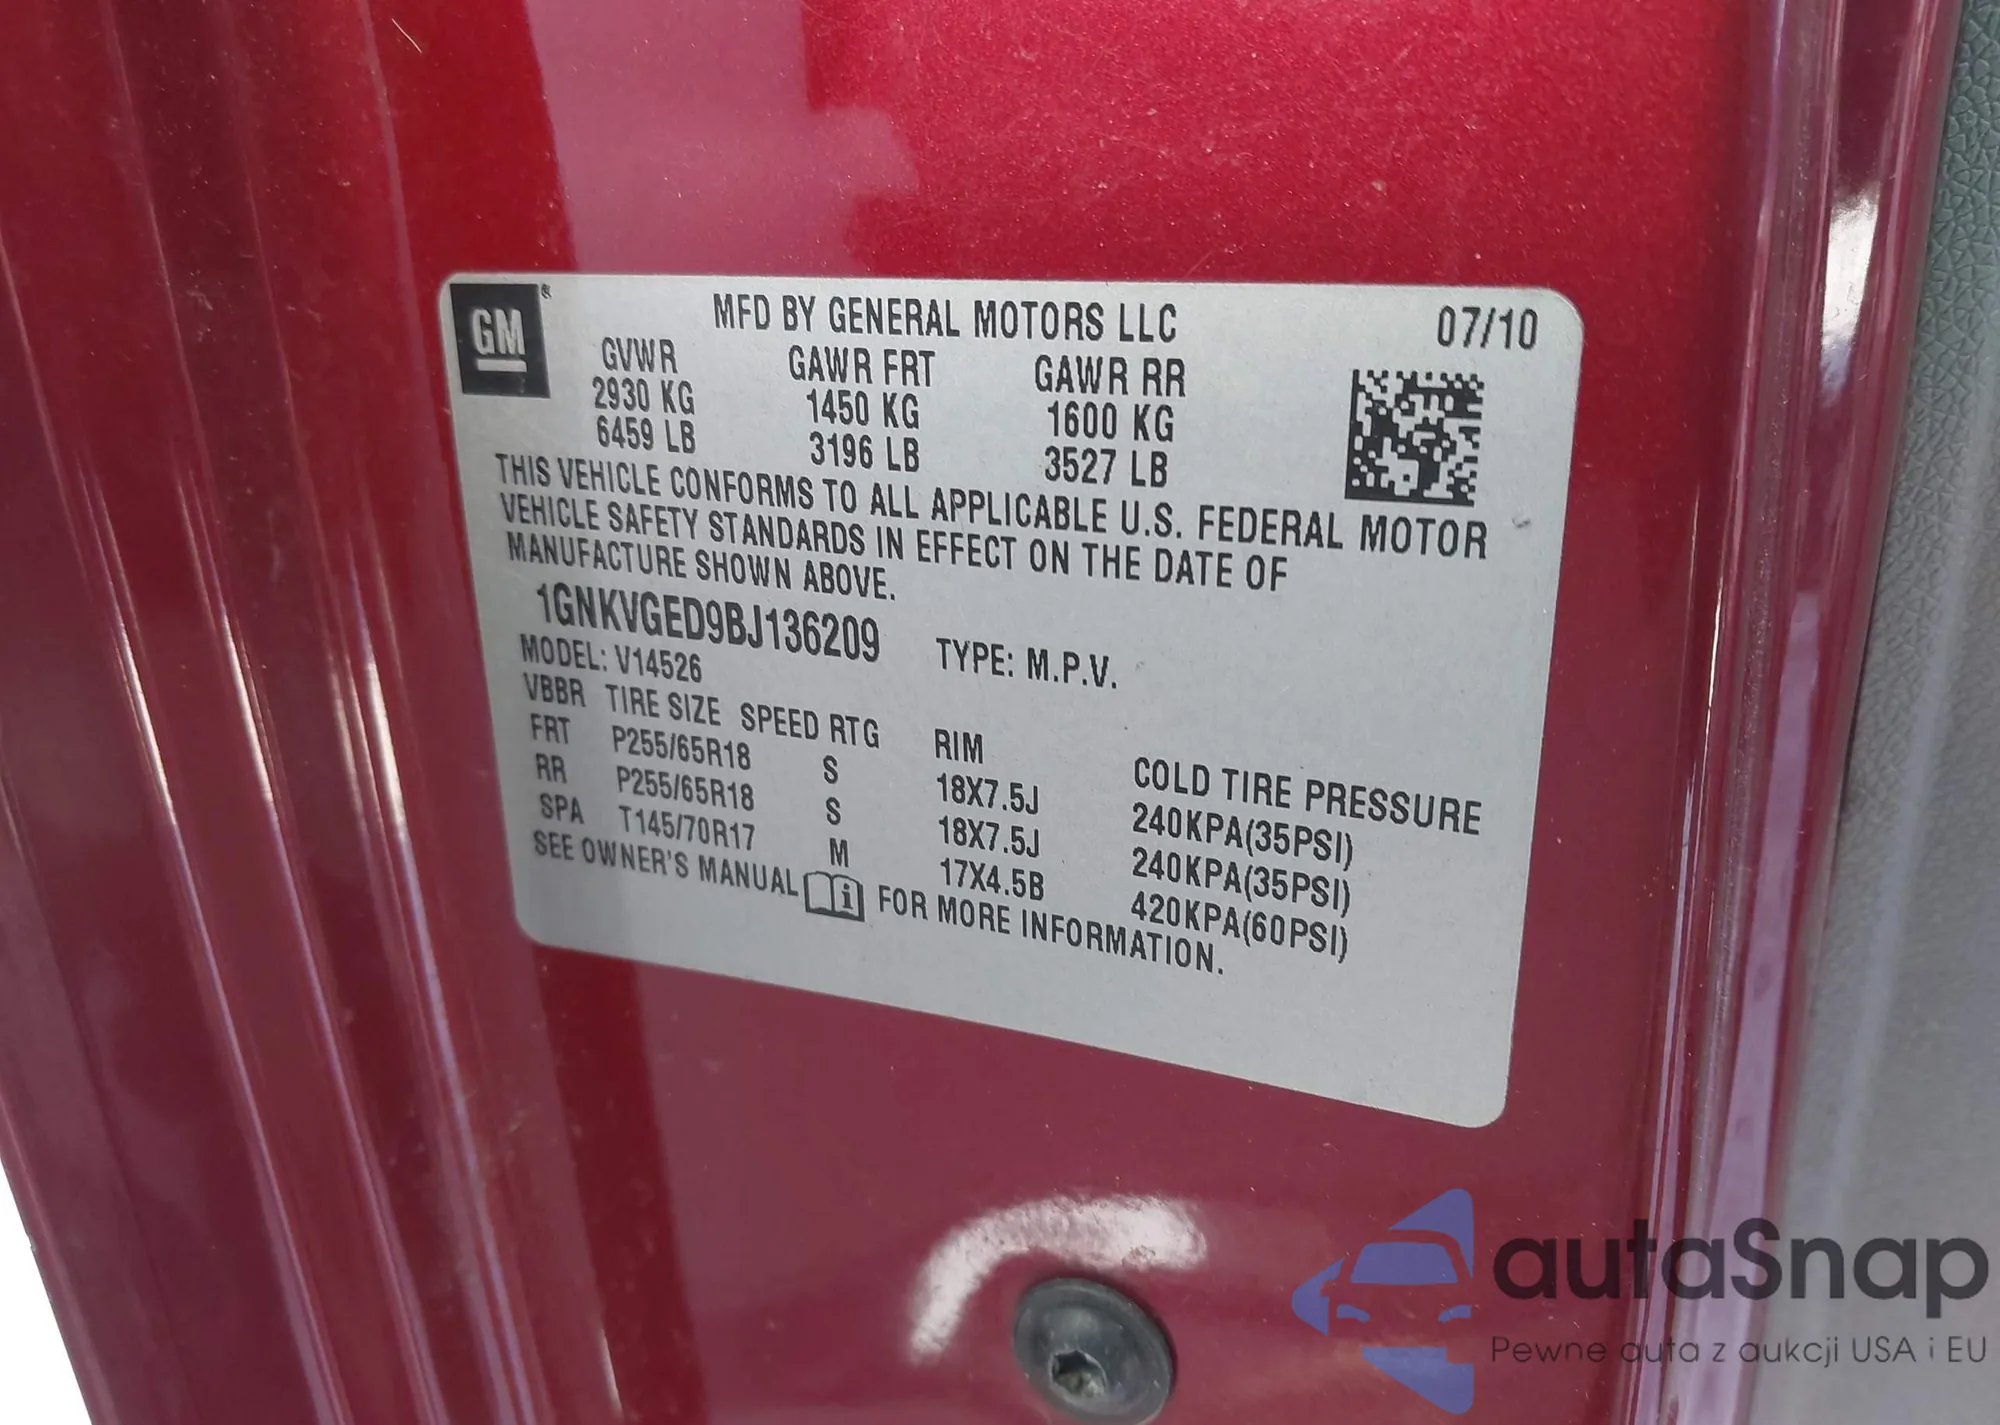 GM®
MFD BY GENERAL MOTORS LLC 07/10
GVWR GAWR FRT GAWR RR
2930 KG 1450 KG 1600 KG
6459 LB 3196 LB 3527 LB
THIS VEHICLE CONFORMS TO ALL APPLICABLE U.S. FEDERAL MOTOR
VEHICLE SAFETY STANDARDS IN EFFECT ON THE DATE OF
MANUFACTURE SHOWN ABOVE.
1GNKVGED9BJ136209 TYPE: M.P.V.
MODEL: V14526
VBBR TIRE SIZE SPEED RTG RIM COLD TIRE PRESSURE
FRT P255/65R18 S 18X7.5J 240KPA(35PSI)
RR P255/65R18 S 18X7.5J 240KPA(35PSI)
SPA T145/70R17 M 17X4.5B 420KPA(60PSI)
SEE OWNER'S MANUAL i FOR MORE INFORMATION.
autaSnap
Pewne auta z aukcji USA i EU